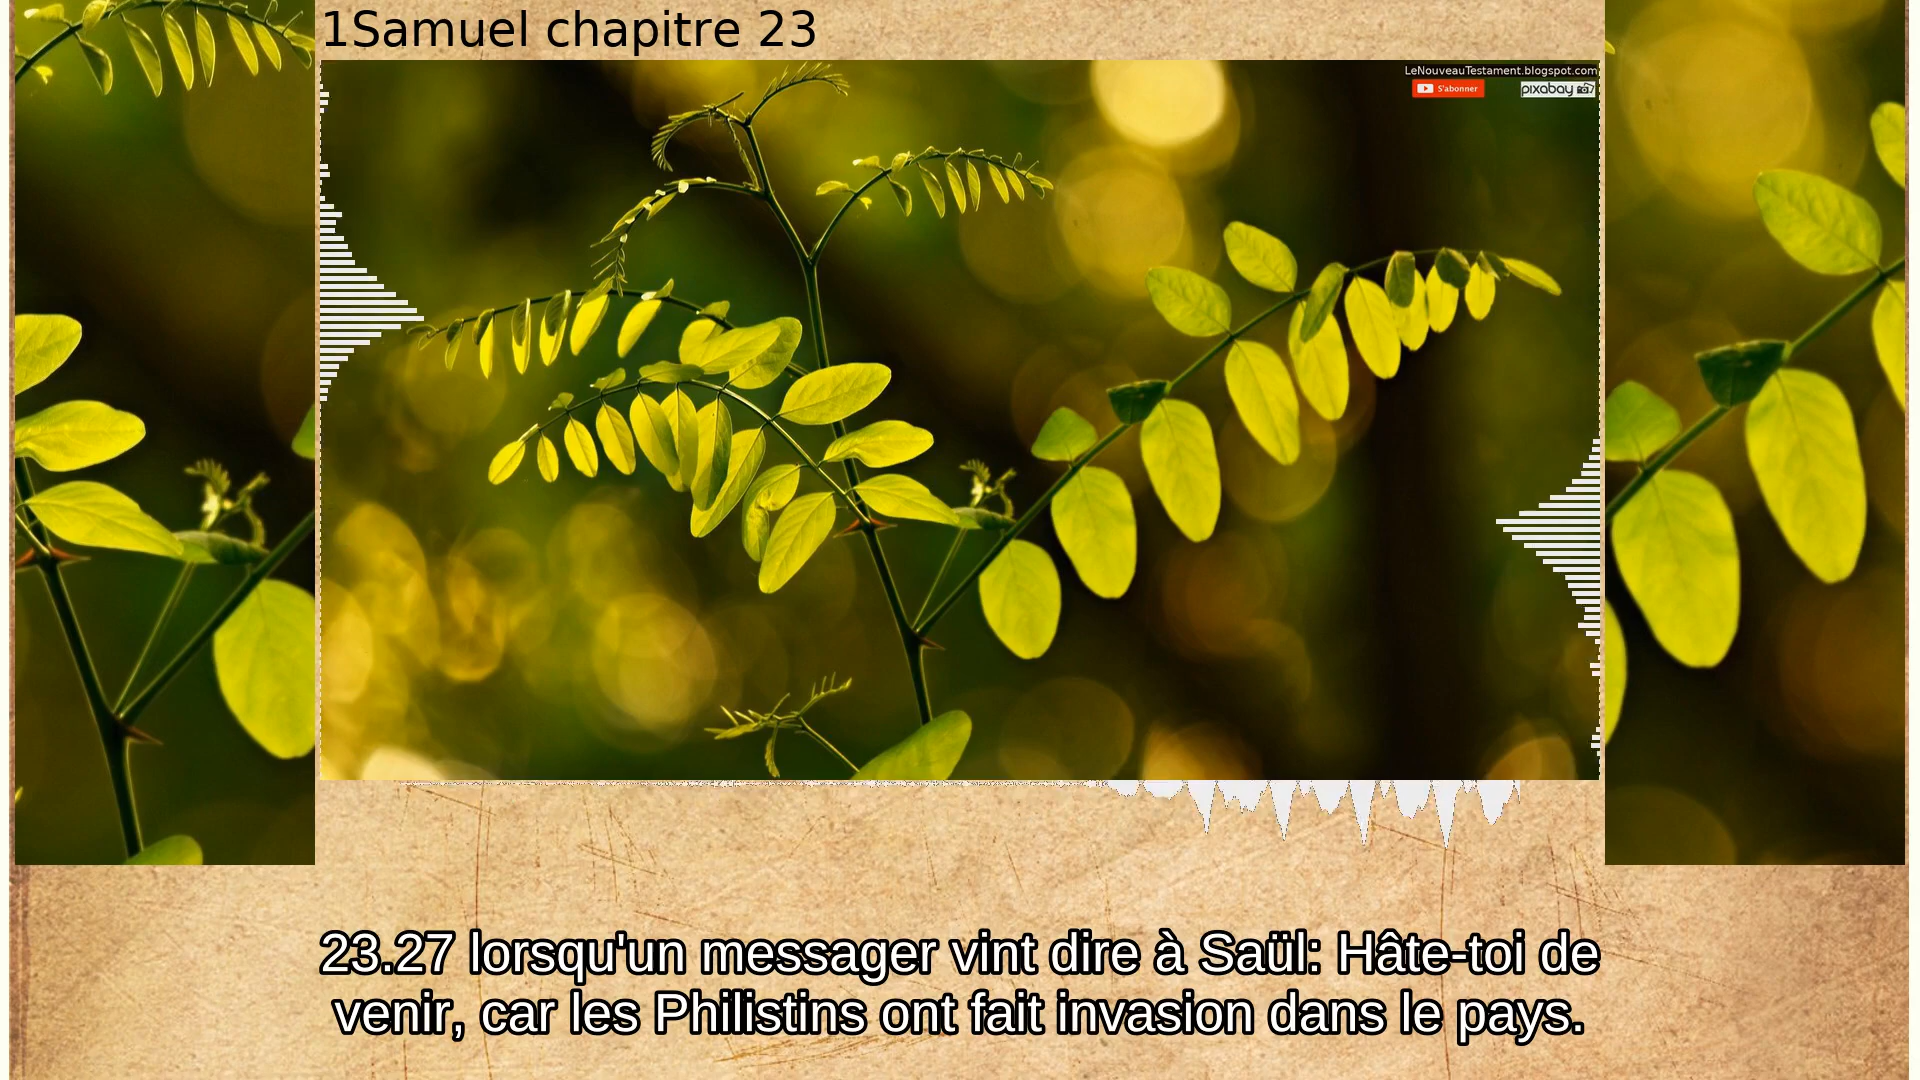 1Samuel chapitre 23
LeNouveauTestament.blogspot.com
S'abonner
pixabay
23.27 lorsqu'un messager vint dire à Saül: Hâte-toi de
venir, car les Philistins ont fait invasion dans le pays.